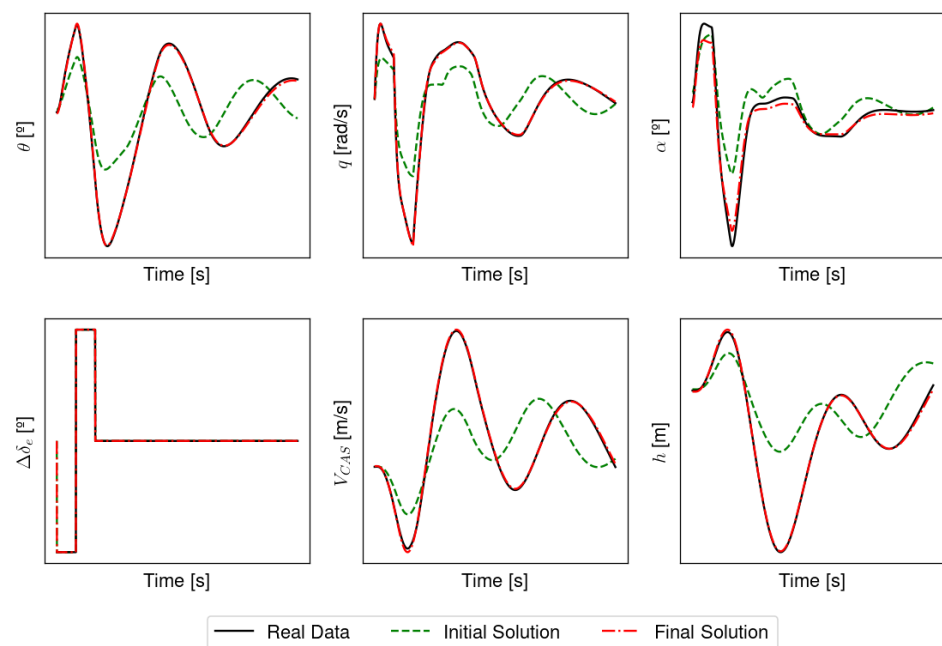 θ [º]
Time [s]
q [rad/s]
Time [s]
α [º]
Time [s]
Δδ_e [º]
Time [s]
V_CAS [m/s]
Time [s]
h [m]
Time [s]
Real Data
Initial Solution
Final Solution